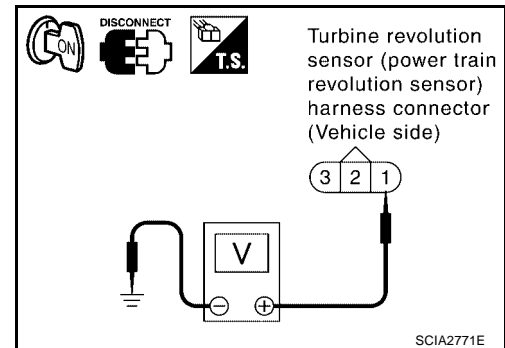 ON
DISCONNECT
T.S.
Turbine revolution
sensor (power train
revolution sensor)
harness connector
(Vehicle side)
3 2 1
V
− +
SCIA2771E